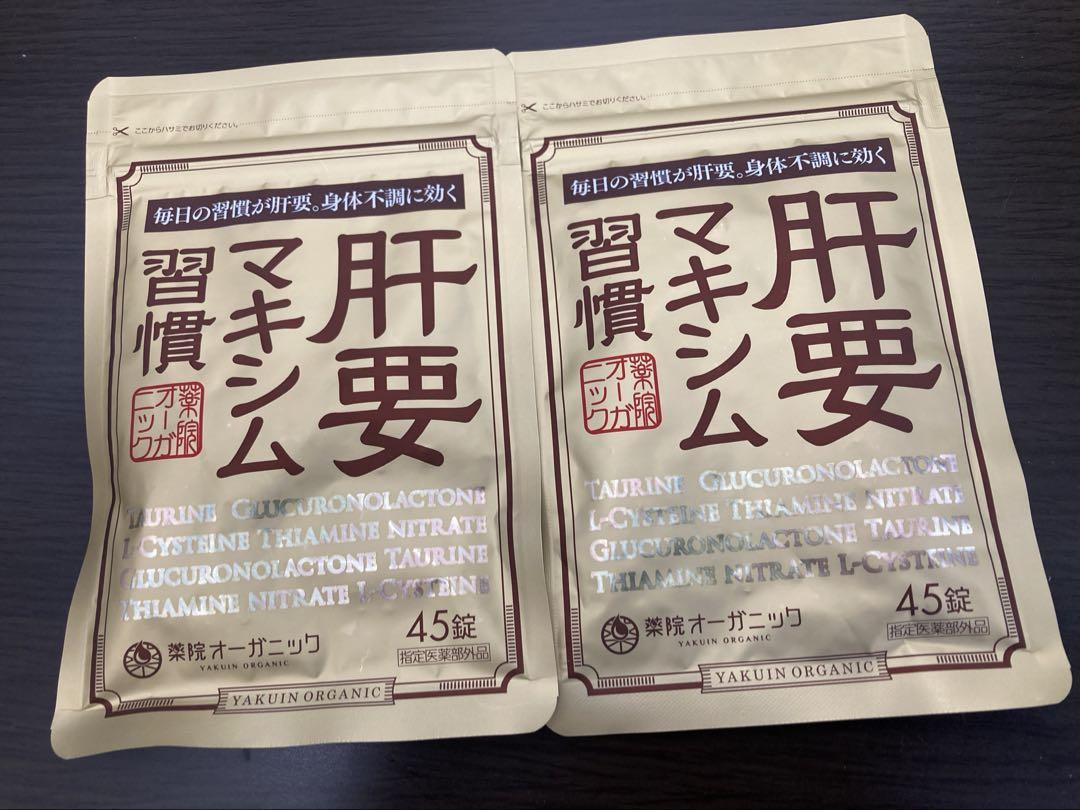 ここからハサミでお切りください。
毎日の習慣が肝要。身体不調に効く
肝要
マキシム
習慣
薬院
オーガ
ニック
TAURINE GLUCURONOLACTONE
L-CYSTEINE THIAMINE NITRATE
GLUCURONOLACTONE TAURINE
THIAMINE NITRATE L-CYSTEINE
薬院オーガニック
YAKUIN ORGANIC
45錠
指定医薬部外品
YAKUIN ORGANIC
ここからハサミでお切りください。
毎日の習慣が肝要。身体不調に効く
肝要
マキシム
習慣
薬院
オーガ
ニック
TAURINE GLUCURONOLACTONE
L-CYSTEINE THIAMINE NITRATE
GLUCURONOLACTONE TAURINE
THIAMINE NITRATE L-CYSTEINE
薬院オーガニック
YAKUIN ORGANIC
45錠
指定医薬部外品
YAKUIN ORGANIC